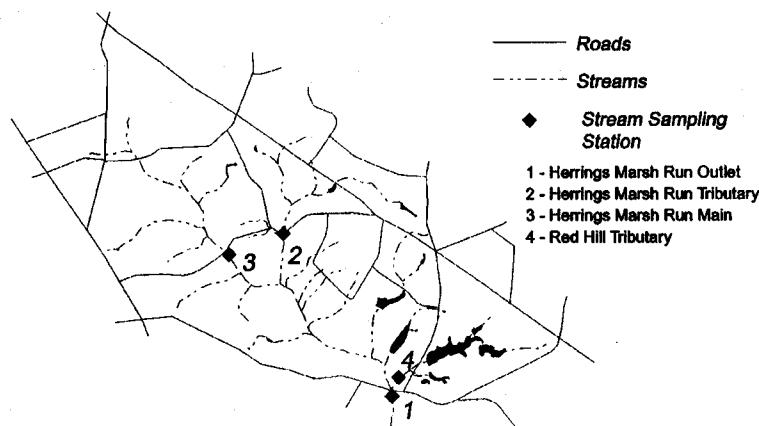 Roads
Streams
Stream Sampling
Station
1 - Herrings Marsh Run Outlet
2 - Herrings Marsh Run Tributary
3 - Herrings Marsh Run Main
4 - Red Hill Tributary
2
3
4
1